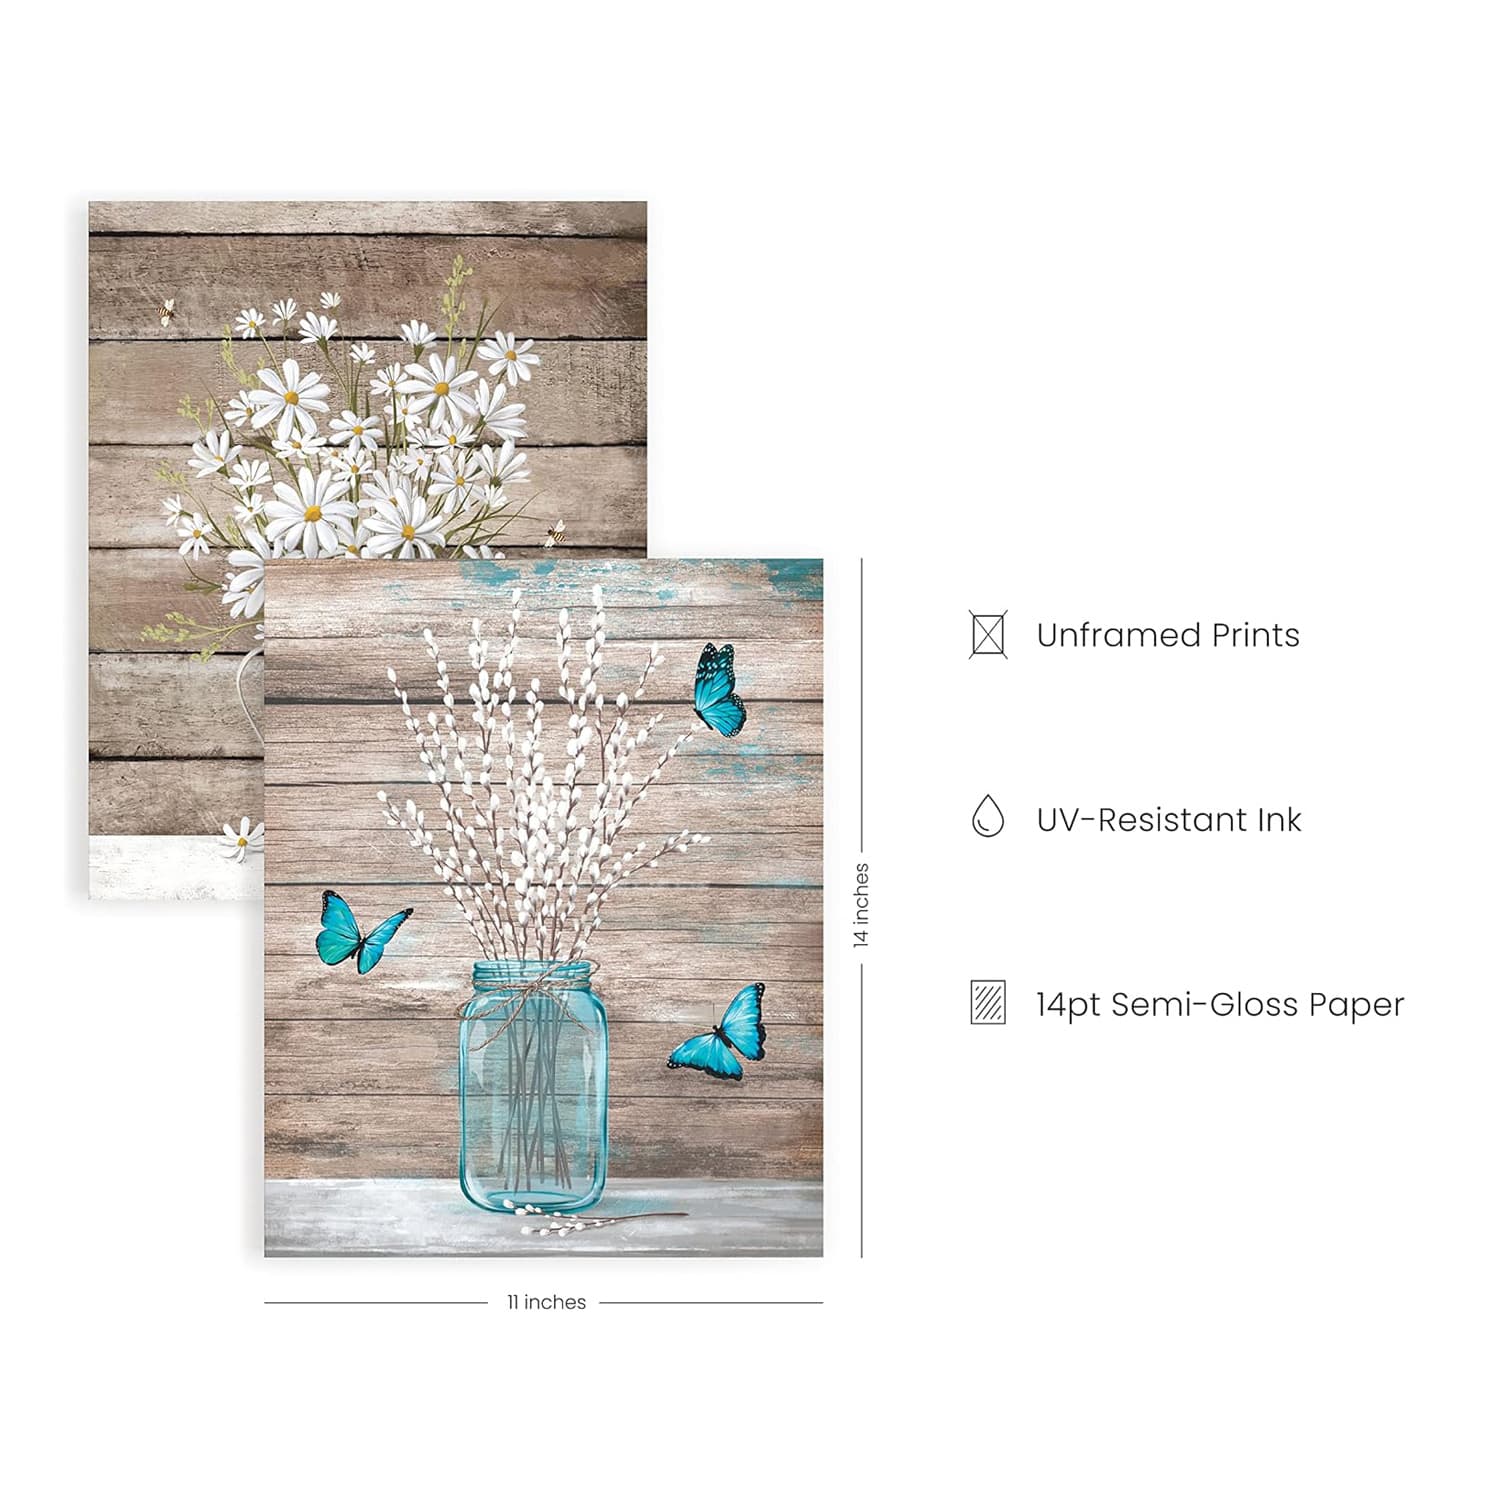 Unframed Prints
UV-Resistant Ink
14 inches
14pt Semi-Gloss Paper
11 inches